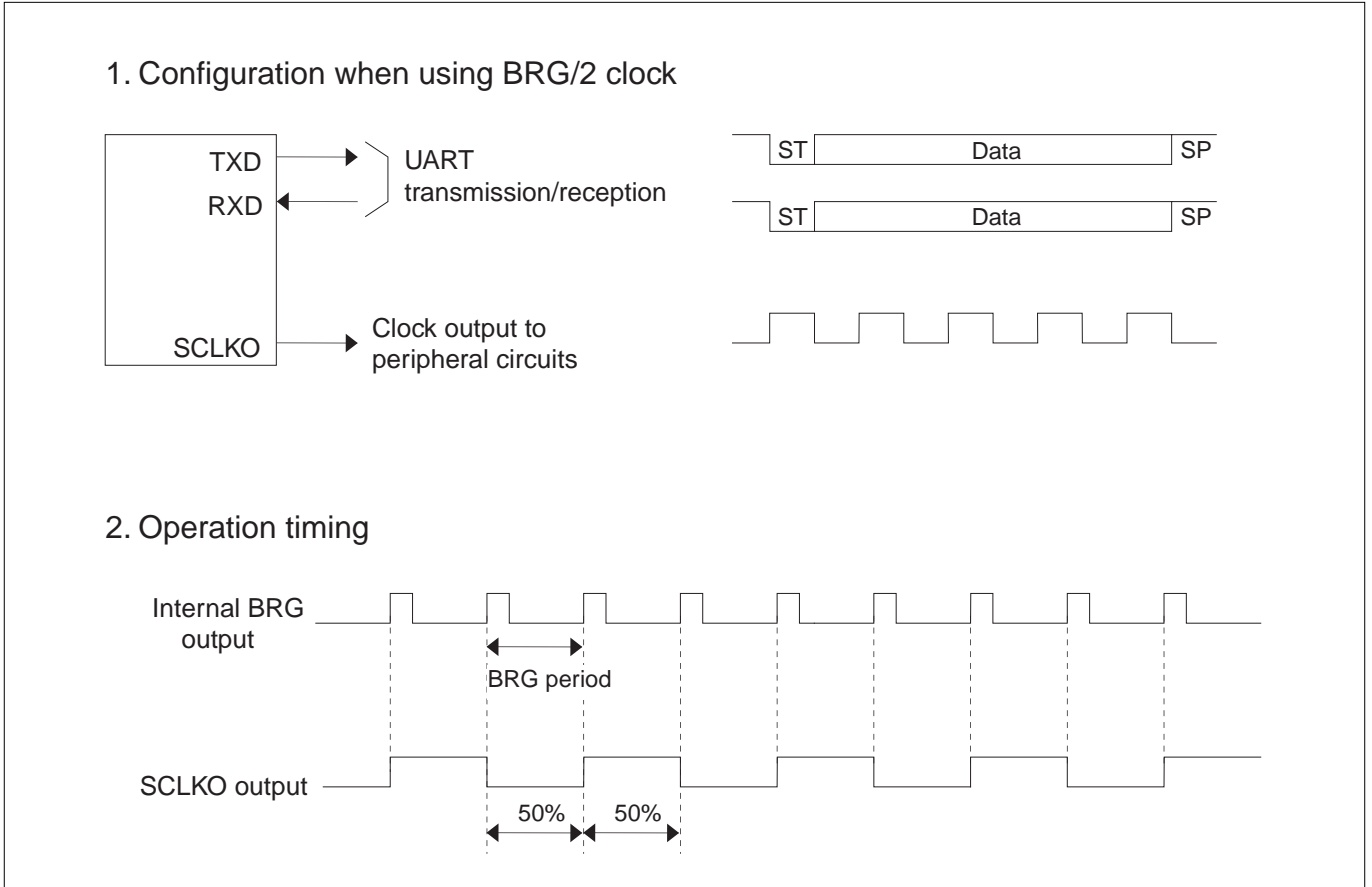 1. Configuration when using BRG/2 clock
TXD
RXD
SCLKO
UART
transmission/reception
Clock output to
peripheral circuits
ST Data SP
ST Data SP
2. Operation timing
Internal BRG
output
BRG period
SCLKO output
50% 50%